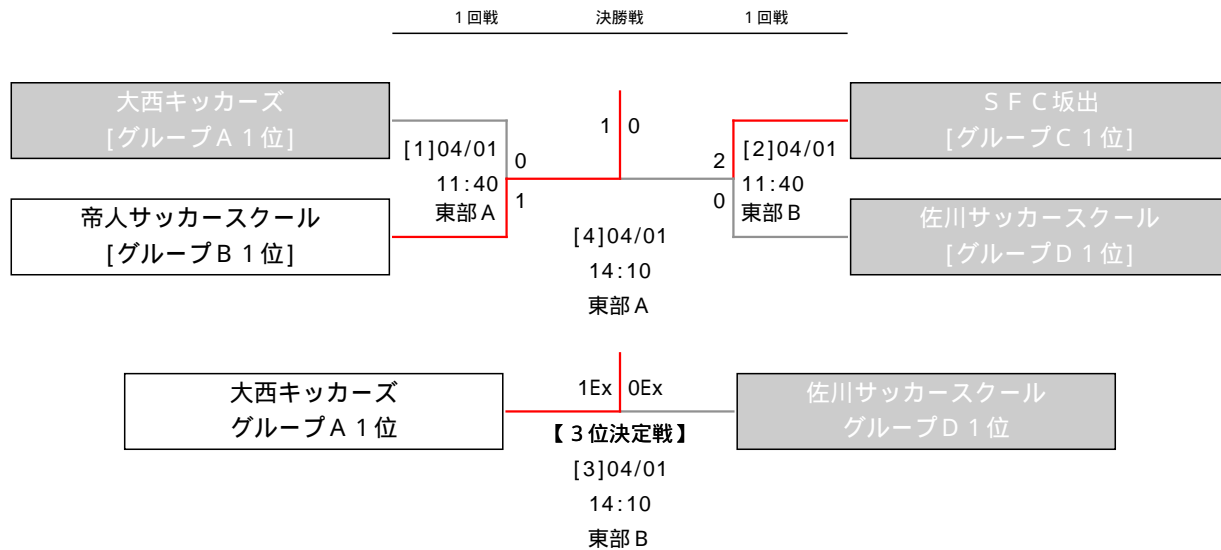 １回戦 決勝戦 １回戦
大西キッカーズ
[グループＡ１位]
帝人サッカースクール
[グループＢ１位]
[1]04/01
11:40
東部Ａ
0
1
1 0
[4]04/01
14:10
東部Ａ
2
0
[2]04/01
11:40
東部Ｂ
ＳＦＣ坂出
[グループＣ１位]
佐川サッカースクール
[グループＤ１位]
大西キッカーズ
グループＡ１位
1Ex 0Ex
【３位決定戦】
[3]04/01
14:10
東部Ｂ
佐川サッカースクール
グループＤ１位